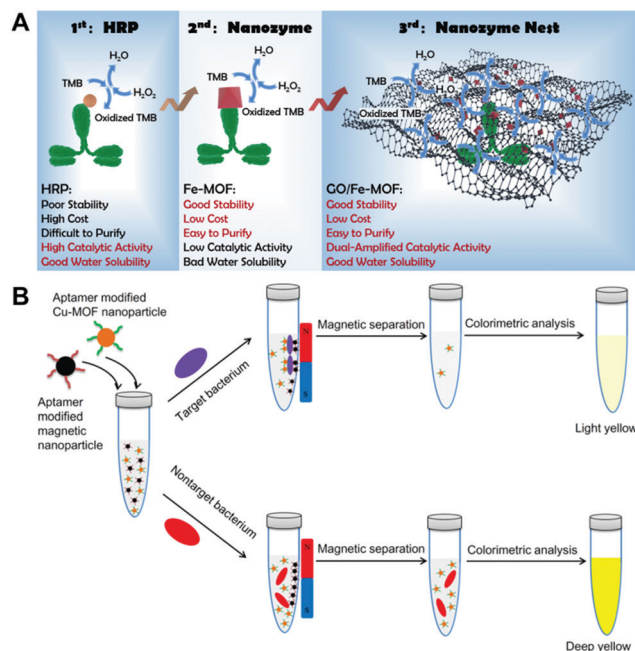 A
1st: HRP
H2O
TMB
H2O2
Oxidized TMB
HRP:
Poor Stability
High Cost
Difficult to Purify
High Catalytic Activity
Good Water Solubility
2nd: Nanozyme
H2O
TMB
H2O2
Oxidized TMB
Fe-MOF:
Good Stability
Low Cost
Easy to Purify
Low Catalytic Activity
Bad Water Solubility
3rd: Nanozyme Nest
H2O
TMB
H2O2
Oxidized TMB
GO/Fe-MOF:
Good Stability
Low Cost
Easy to Purify
Dual-Amplified Catalytic Activity
Good Water Solubility
B
Aptamer modified
Cu-MOF nanoparticle
Aptamer
modified
magnetic
nanoparticle
Target bacterium
N
S
Magnetic separation
Colorimetric analysis
Light yellow
Nontarget bacterium
N
S
Magnetic separation
Colorimetric analysis
Deep yellow